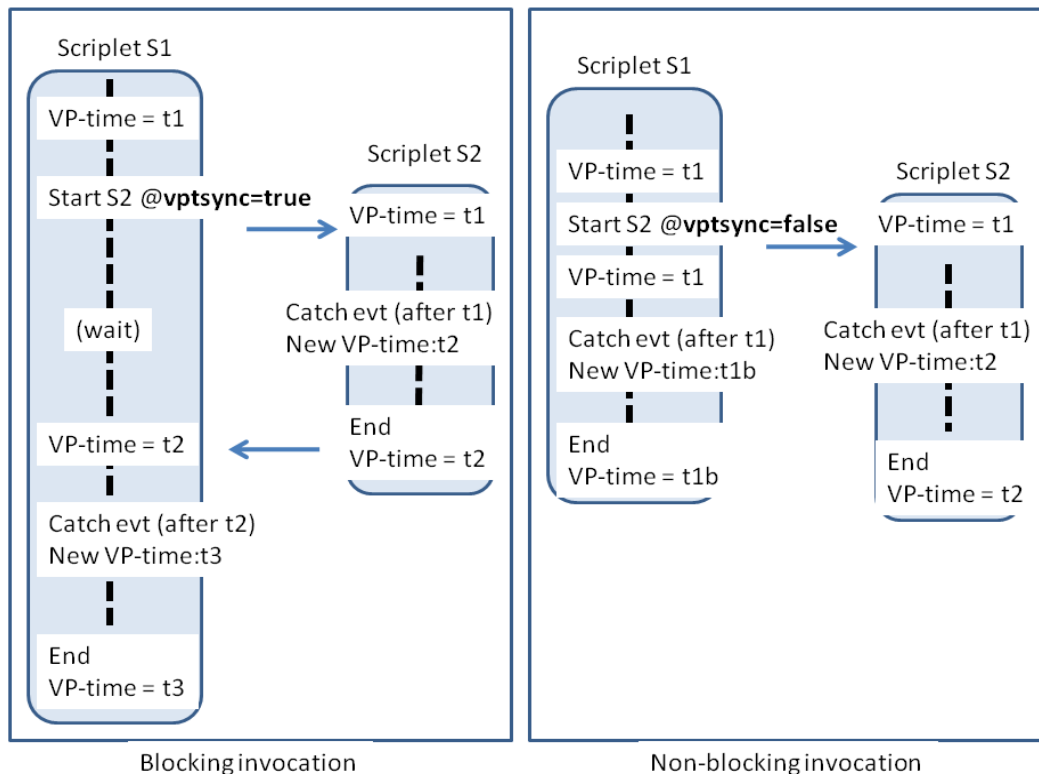 Scriplet S1
VP-time = t1
Start S2 @vptsync=true
(wait)
VP-time = t2
Catch evt (after t2)
New VP-time:t3
End
VP-time = t3
Scriplet S2
VP-time = t1
Catch evt (after t1)
New VP-time:t2
End
VP-time = t2
Blocking invocation
Scriplet S1
VP-time = t1
Start S2 @vptsync=false
VP-time = t1
Catch evt (after t1)
New VP-time:t1b
End
VP-time = t1b
Scriplet S2
VP-time = t1
Catch evt (after t1)
New VP-time:t2
End
VP-time = t2
Non-blocking invocation